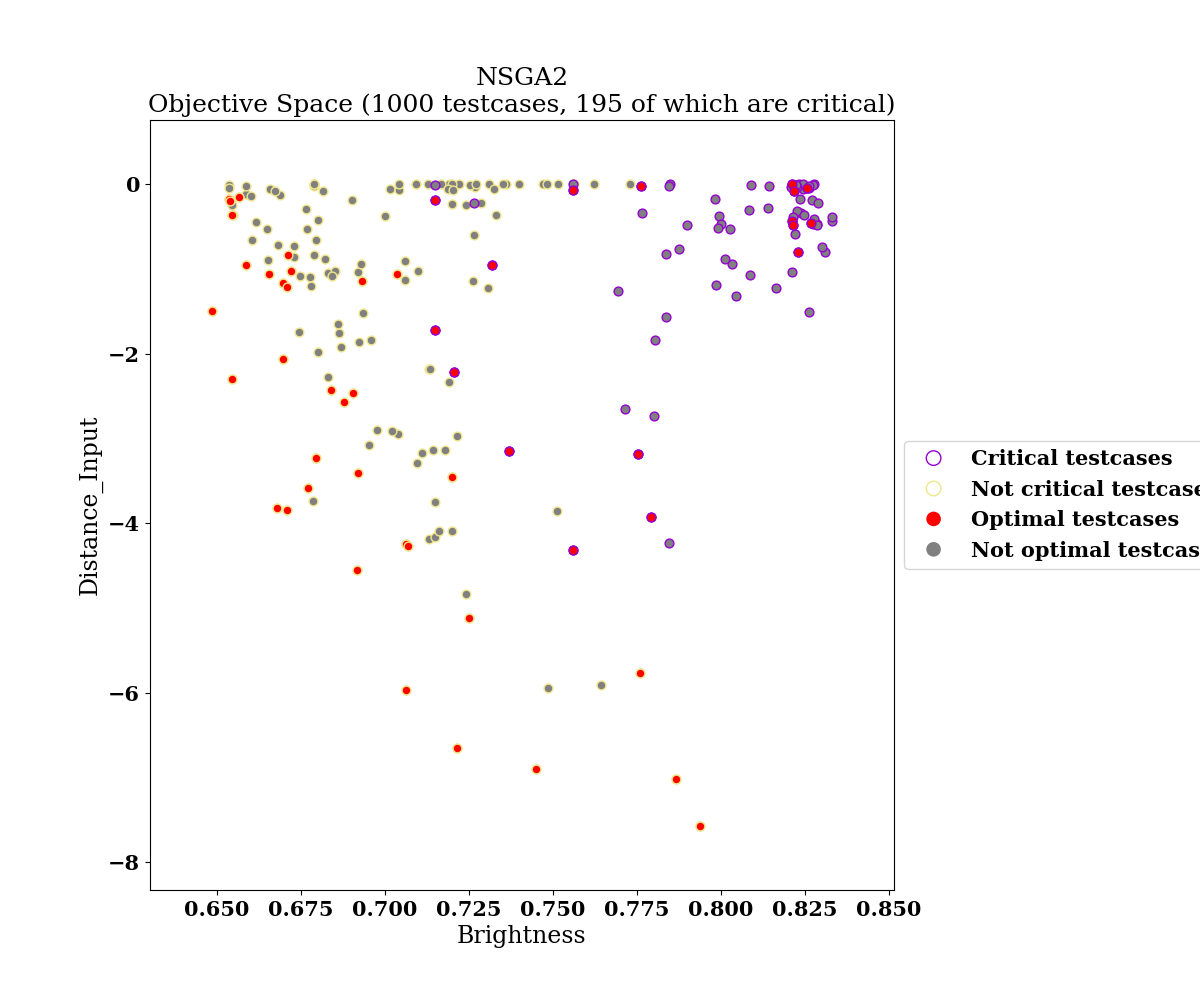 NSGA2
Objective Space (1000 testcases, 195 of which are critical)
0
−2
−4
−6
−8
Distance_Input
0.650 0.675 0.700 0.725 0.750 0.775 0.800 0.825 0.850
Brightness
Critical testcases
Not critical testcase
Optimal testcases
Not optimal testcas